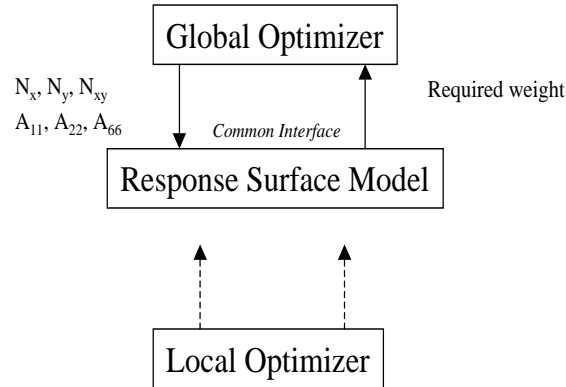 Global Optimizer
Nx, Ny, Nxy
Required weight
A11, A22, A66
Common Interface
Response Surface Model
Local Optimizer